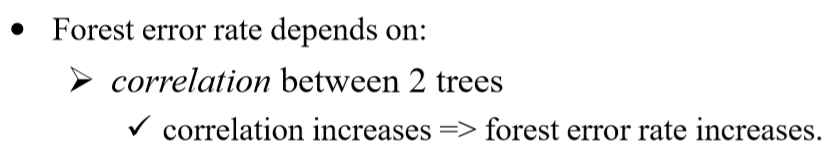 • Forest error rate depends on:
➢ correlation between 2 trees
✓ correlation increases => forest error rate increases.